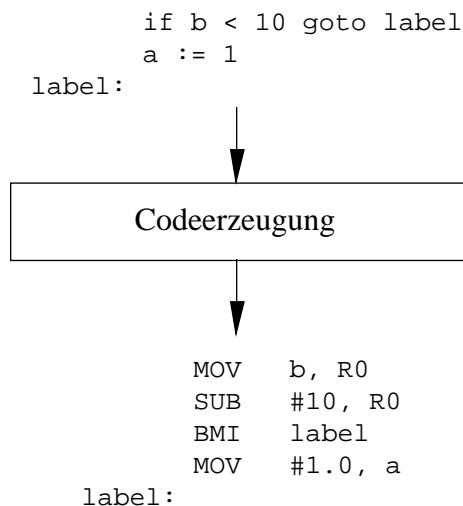 if b < 10 goto label
a := 1
label:
Codeerzeugung
MOV b, R0
SUB #10, R0
BMI label
MOV #1.0, a
label: